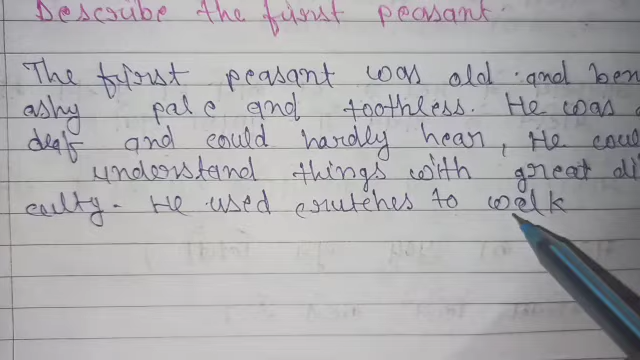 Describe the first peasant.
The first peasant was old and ben
ashy pale and toothless. He was
deaf and could hardly hear, He cou
understand things with great di
culty. He used crutches to walk